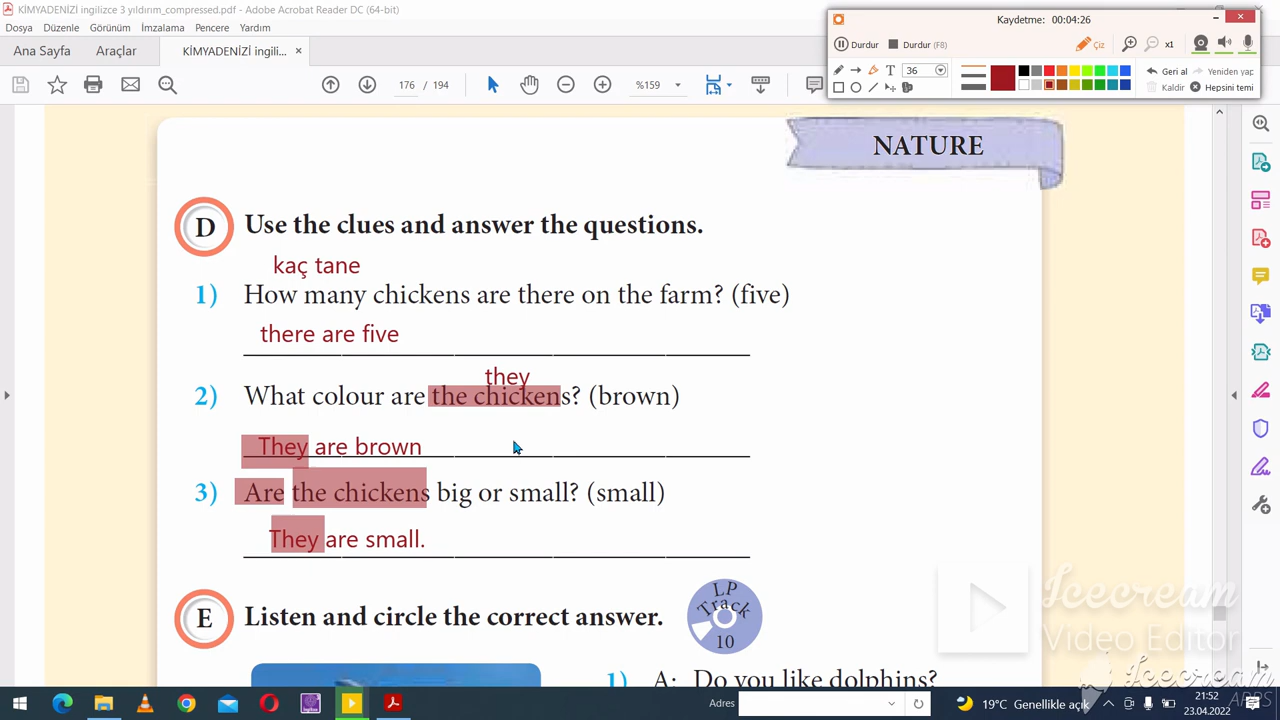 KİMYADENİZİ ingilizce 3 yıldırım_compressed.pdf - Adobe Acrobat Reader DC (64-bit)
Dosya Düzenle Görünüm İmzalama Pencere Yardım
Ana Sayfa Araçlar KİMYADENİZİ ingili... ×
176 / 194 %159
Kaydetme: 00:04:26
Durdur Durdur (F8) Çiz x1
T 36 Geri al Yeniden yap
Kaldır Hepsini temi
NATURE
D Use the clues and answer the questions.
kaç tane
1) How many chickens are there on the farm? (five)
there are five
they
2) What colour are the chickens? (brown)
They are brown
3) Are the chickens big or small? (small)
They are small.
E Listen and circle the correct answer.
LP Track 10
1) A: Do you like dolphins?
Icecream
Video Editor
Icecream
APPS
Adres
19°C Genellikle açık
21:52
23.04.2022